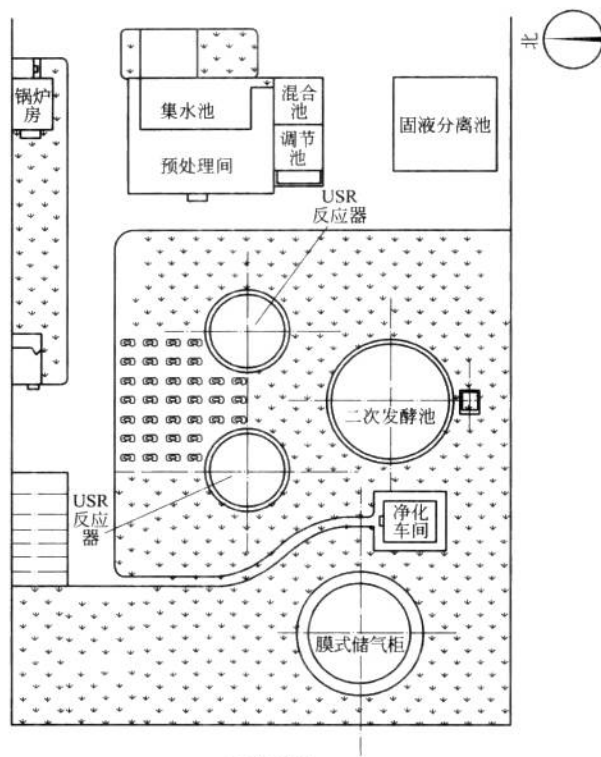 北
锅炉
房
集水池
混合
池
固液分离池
调节
池
预处理间
USR
反应器
二次发酵池
USR
反应
器
净化
车间
膜式储气柜